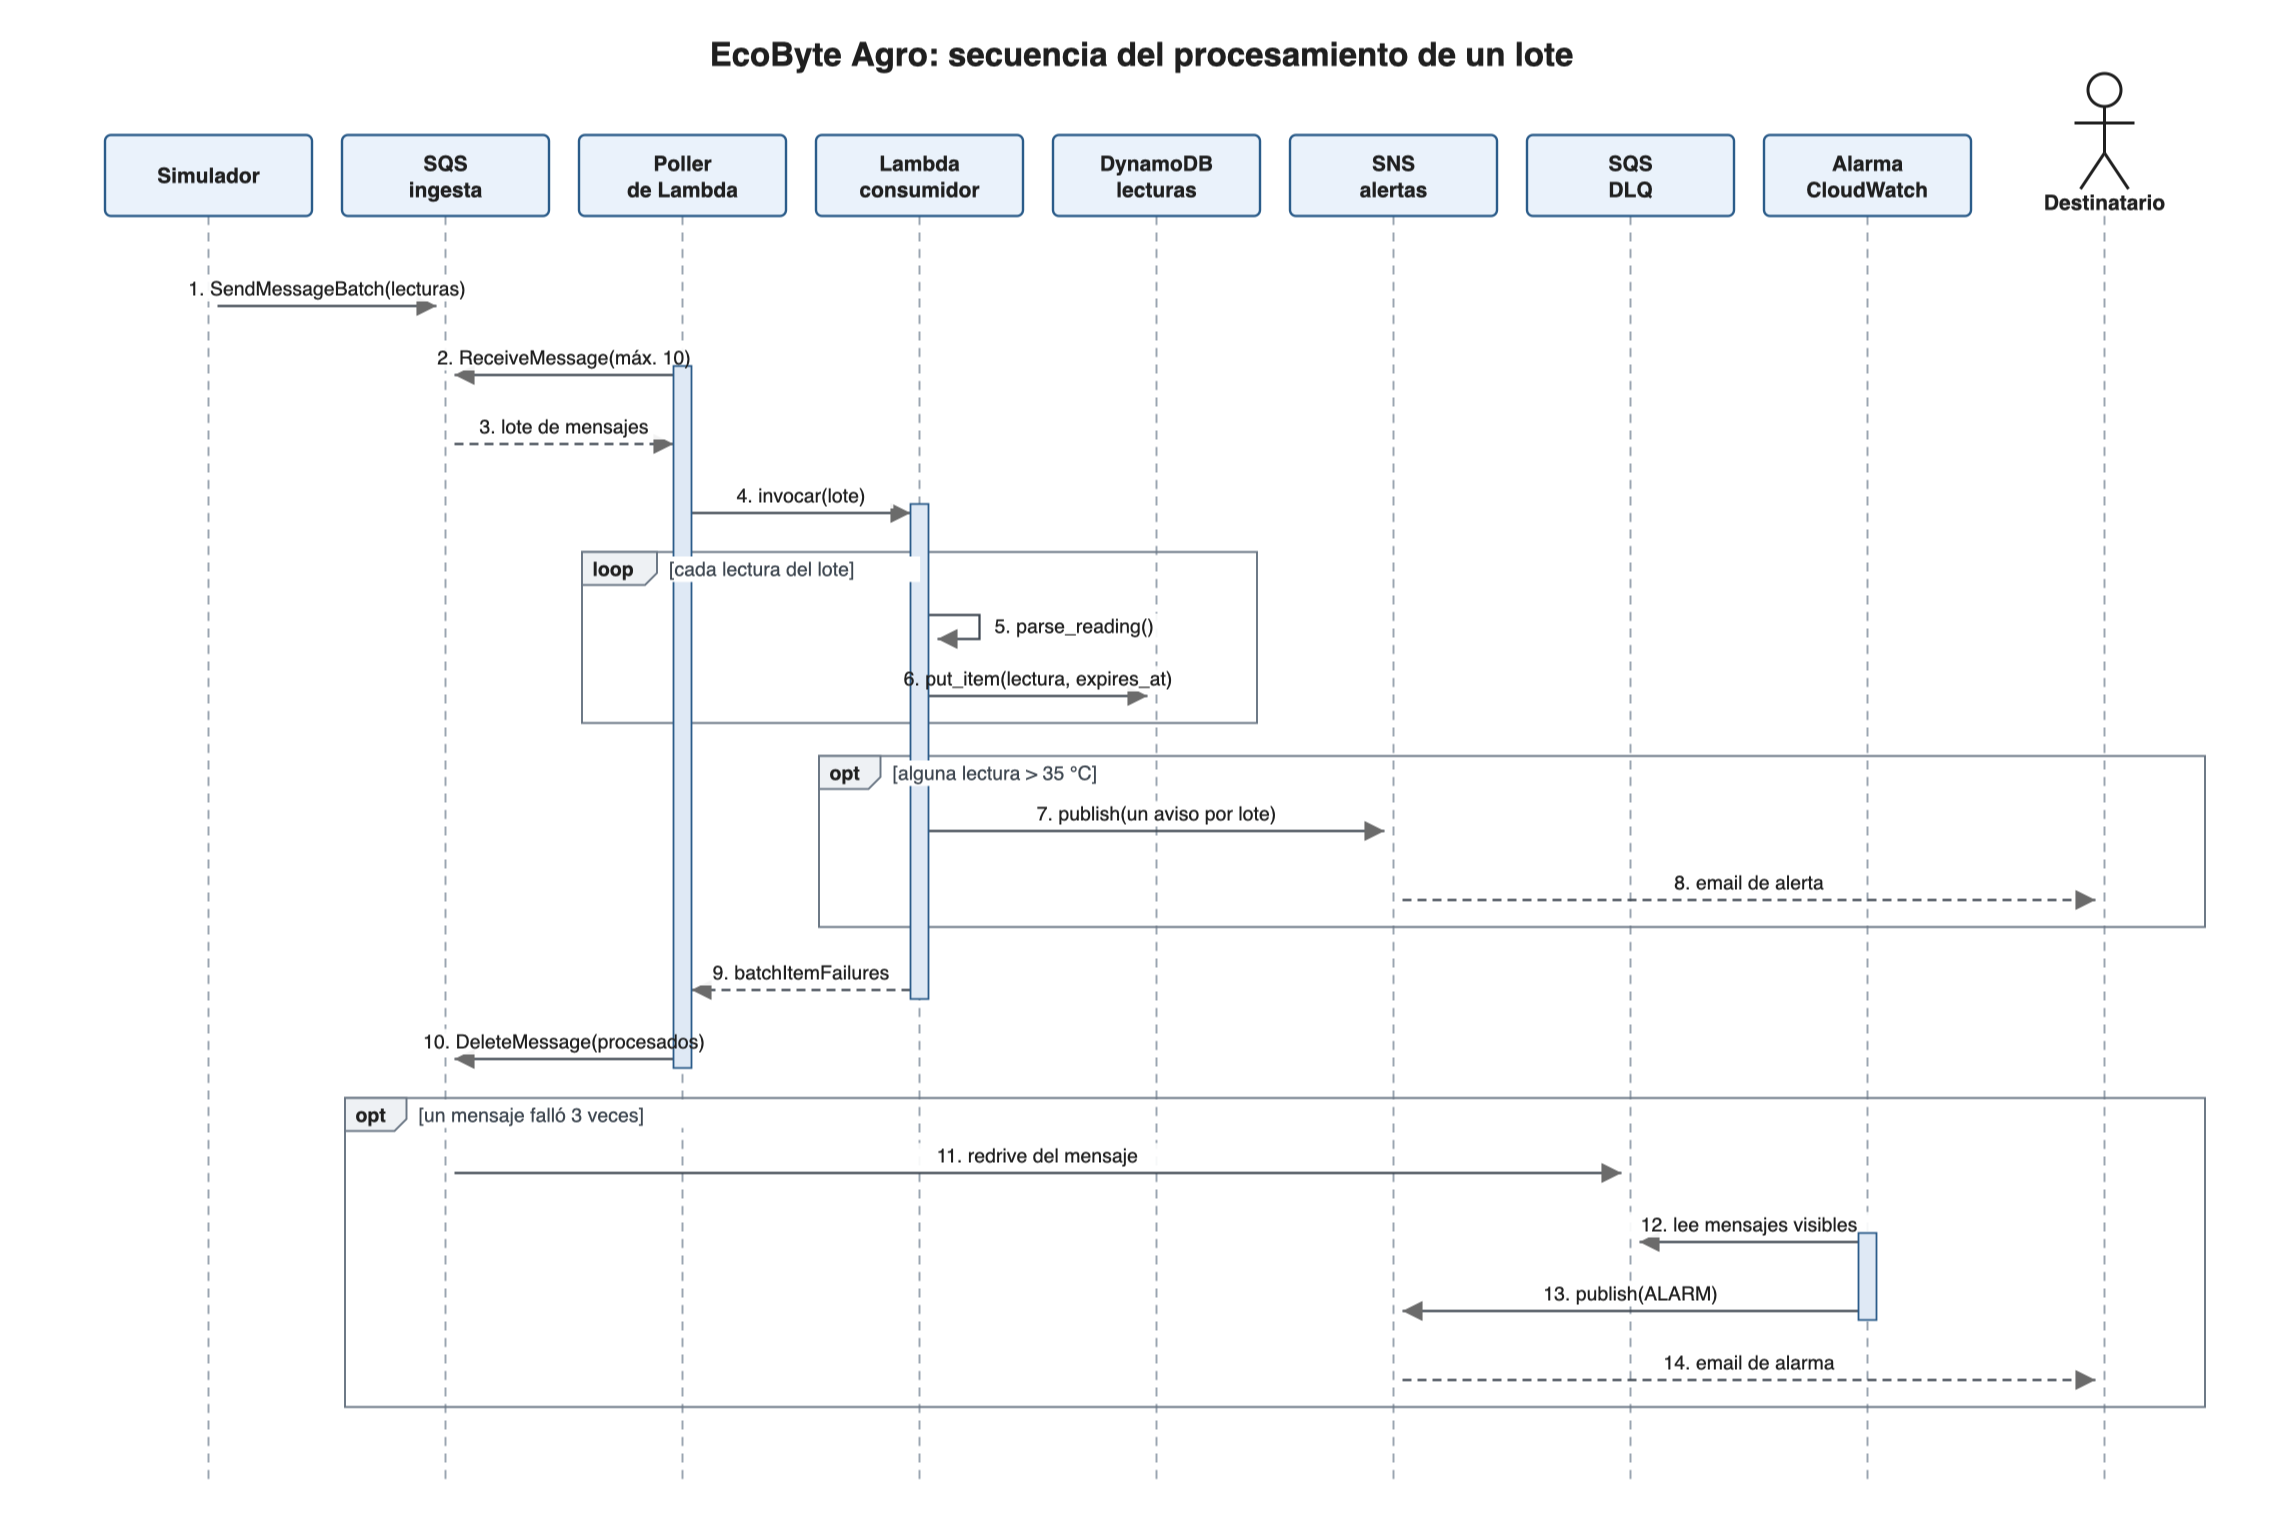 EcoByte Agro: secuencia del procesamiento de un lote
Simulador
SQS
ingesta
Poller
de Lambda
Lambda
consumidor
DynamoDB
lecturas
SNS
alertas
SQS
DLQ
Alarma
CloudWatch
Destinatario
1. SendMessageBatch(lecturas)
2. ReceiveMessage(máx. 10)
3. lote de mensajes
4. invocar(lote)
loop [cada lectura del lote]
5. parse_reading()
6. put_item(lectura, expires_at)
opt [alguna lectura > 35 °C]
7. publish(un aviso por lote)
8. email de alerta
9. batchItemFailures
10. DeleteMessage(procesados)
opt [un mensaje falló 3 veces]
11. redrive del mensaje
12. lee mensajes visibles
13. publish(ALARM)
14. email de alarma